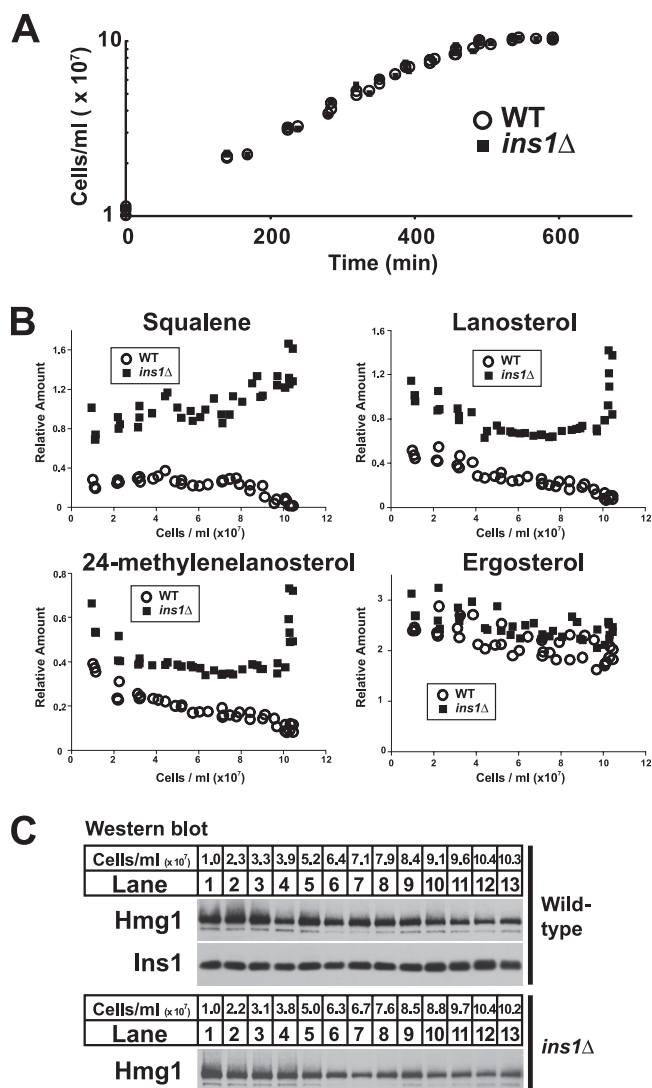 A
Cells/ml ( x 10⁷)
10
1
0
200
400
600
Time (min)
WT
ins1Δ
B
Squalene
Relative Amount
1.6
1.2
0.8
0.4
0
WT
ins1Δ
0
2
4
6
8
10
12
Cells / ml (x10⁷)
Lanosterol
Relative Amount
1.6
1.2
0.8
0,4
0
WT
ins1Δ
0
2
4
6
8
10
12
Cells / ml (x10⁷)
24-methylenelanosterol
Relative Amount
0.8
0.6
0.4
0.2
0
WT
ins1Δ
0
2
4
6
8
10
12
Cells / ml (x10⁷)
Ergosterol
Relative Amount
3
2
1
0
WT
ins1Δ
0
2
4
6
8
10
12
Cells / ml (x10⁷)
C
Western blot
Cells/ml (x10⁷) 1.0 2.3 3.3 3.9 5.2 6.4 7.1 7.9 8.4 9.1 9.6 10.4 10.3
Lane 1 2 3 4 5 6 7 8 9 10 11 12 13
Hmg1
Ins1
Wild-
type
Cells/ml (x10⁷) 1.0 2.2 3.1 3.8 5.0 6.3 6.7 7.6 8.5 8.8 9.7 10.4 10.2
Lane 1 2 3 4 5 6 7 8 9 10 11 12 13
Hmg1
ins1Δ